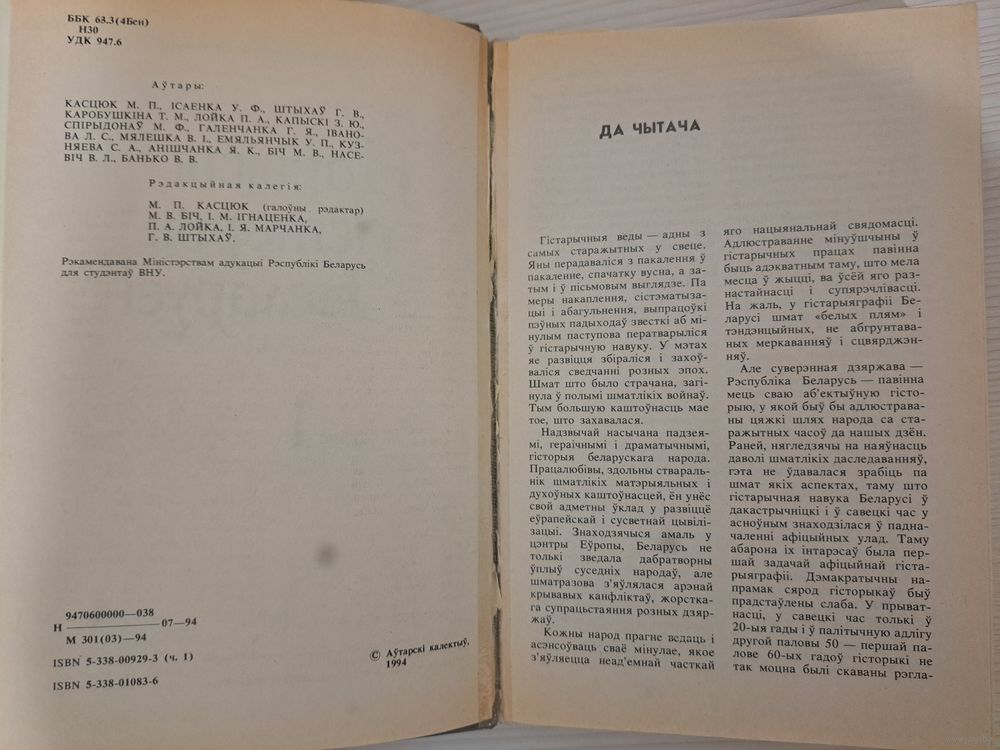 ББК 63.3(4Бен)
Н30
УДК 947.6
Аўтары:
КАСЦЮК М. П., ІСАЕНКА У. Ф., ШТЫХАЎ Г. В.,
КАРОБУШКІНА Т. М., ЛОЙКА П. А., КАПЫСКІ З. Ю.,
СПІРЫДОНАЎ М. Ф., ГАЛЕНЧАНКА Г. Я., ІВАНО-
ВА Л. С., МЯЛЕШКА В. І., ЕМЯЛЬЯНЧЫК У. П., КУЗ-
НЯЕВА С. А., АНІШЧАНКА Я. К., БІЧ М. В., НАСЕ-
ВІЧ В. Л., БАНЬКО В. В.
Рэдакцыйная калегія:
М. П. КАСЦЮК (галоўны рэдактар)
М. В. БІЧ, І. М. ІГНАЦЕНКА,
П. А. ЛОЙКА, І. Я. МАРЧАНКА,
Г. В. ШТЫХАЎ.
Рэкамендавана Міністэрствам адукацыі Рэспублікі Беларусь
для студэнтаў ВНУ.
9470600000—038
Н ——————— 07—94
М 301(03)—94
ISBN 5-338-00929-3 (ч. 1)
ISBN 5-338-01083-6
© Аўтарскі калектыў,
1994
ДА ЧЫТАЧА
Гістарычныя веды — адны з
самых старажытных у свеце.
Яны перадаваліся з пакалення ў
пакаленне, спачатку вусна, а за-
тым і ў пісьмовым выглядзе. Па
меры накаплення, сістэматыза-
цыі і абагульнення, выпрацоўкі
пэўных падыходаў звесткі аб мі-
нулым паступова ператварыліся
ў гістарычную навуку. У мэтах
яе развіцця збіраліся і захоў-
валіся сведчанні розных эпох.
Шмат што было страчана, загі-
нула ў полымі шматлікіх войнаў.
Тым большую каштоўнасць мае
тое, што захавалася.
Надзвычай насычана падзея-
мі, гераічнымі і драматычнымі,
гісторыя беларускага народа.
Працалюбівы, здольны стваραль-
нік шматлікіх матэрыяльных і
духоўных каштоўнасцей, ён унёс
свой адметны ўклад у развіццё
еўрапейскай і сусветнай цывілі-
зацыі. Знаходзячыся амаль у
цэнтры Еўропы, Беларусь не
толькі зведала дабратворны
ўплыў суседніх народаў, але
шматразова з'яўлялася арэнай
крывавых канфліктаў, жорстка-
га супрацьстаяння розных дзяр-
жаў.
Кожны народ прагне ведаць і
асэнсоўваць сваё мінулае, якое
з'яўляецца неад'емнай часткай
яго нацыянальнай свядомасці.
Адлюстраванне мінуўшчыны ў
гістарычных працах павінна
быць адэкватным таму, што мела
месца ў жыцці, ва ўсёй яго раз-
настайнасці і супярэчлівасці.
На жаль, у гістарыяграфіі Бе-
ларусі шмат «белых плям» і
тэндэнцыйных, не абгрунтава-
ных меркаванняў і сцвярджэн-
няў.
Але суверэнная дзяржава —
Рэспубліка Беларусь — павінна
мець сваю аб'ектыўную гісто-
рыю, у якой быў бы адлюстрава-
ны цяжкі шлях народа са ста-
ражытных часоў да нашых дзён.
Раней, нягледзячы на наяўнасць
даволі шматлікіх даследаванняў,
гэта не ўдавалася зрабіць па
шмат якіх аспектах, таму што
гістарычная навука Беларусі ў
дакастрычніцкі і ў савецкі час у
асноўным знаходзілася ў падна-
чаленні афіцыйных улад. Таму
абарона іх інтарэсаў была пер-
шай задачай афіцыйнай гіста-
рыяграфіі. Дэмакратычны на-
прамак сярод гісторыкаў быў
прадстаўлены слаба. У прыват-
насці, у савецкі час толькі ў
20-ыя гады і ў палітычную адлігу
другой паловы 50 — першай па-
лове 60-ых гадоў гісторыкі не
так моцна былі скаваны рэгла-